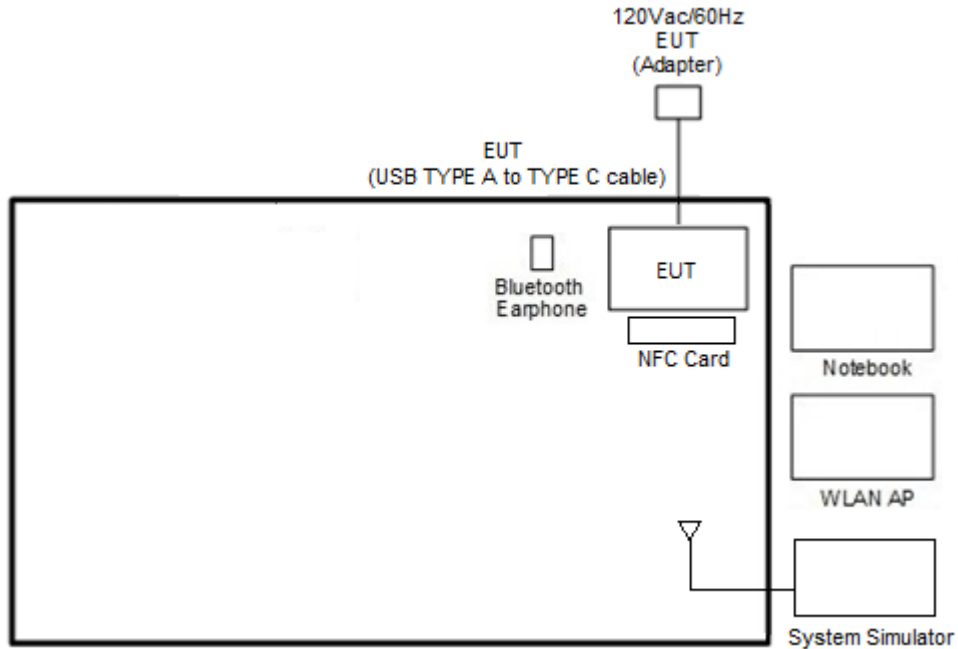 120Vac/60Hz
EUT
(Adapter)
EUT
(USB TYPE A to TYPE C cable)
Bluetooth
Earphone
EUT
NFC Card
Notebook
WLAN AP
System Simulator